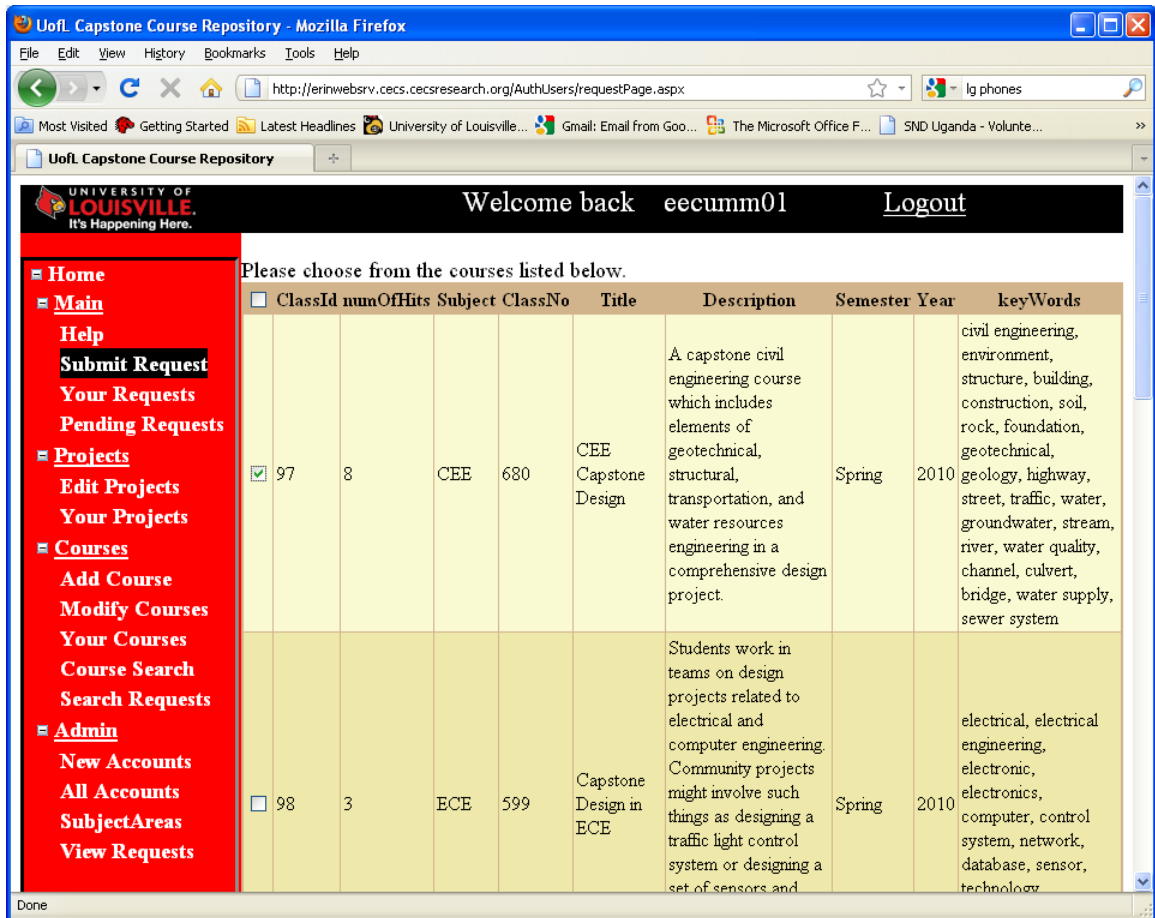 UofL Capstone Course Repository - Mozilla Firefox
File Edit View History Bookmarks Tools Help
http://erinwebsrv.cecs.cecsresearch.org/AuthUsers/requestPage.aspx
lg phones
Most Visited Getting Started Latest Headlines University of Louisville... Gmail: Email from Goo... The Microsoft Office F... SND Uganda - Volunte... »
UofL Capstone Course Repository
UNIVERSITY OF
LOUISVILLE.
It's Happening Here.
Welcome back eecumm01 Logout
Home
Main
Help
Submit Request
Your Requests
Pending Requests
Projects
Edit Projects
Your Projects
Courses
Add Course
Modify Courses
Your Courses
Course Search
Search Requests
Admin
New Accounts
All Accounts
SubjectAreas
View Requests
Please choose from the courses listed below.
ClassId numOfHits Subject ClassNo Title Description Semester Year keyWords
97
8
CEE
680
CEE
Capstone
Design
A capstone civil
engineering course
which includes
elements of
geotechnical,
structural,
transportation, and
water resources
engineering in a
comprehensive design
project.
Spring
2010
civil engineering,
environment,
structure, building,
construction, soil,
rock, foundation,
geotechnical,
geology, highway,
street, traffic, water,
groundwater, stream,
river, water quality,
channel, culvert,
bridge, water supply,
sewer system
98
3
ECE
599
Capstone
Design in
ECE
Students work in
teams on design
projects related to
electrical and
computer engineering.
Community projects
might involve such
things as designing a
traffic light control
system or designing a
set of sensors and
Spring
2010
electrical, electrical
engineering,
electronic,
electronics,
computer, control
system, network,
database, sensor,
technology
Done